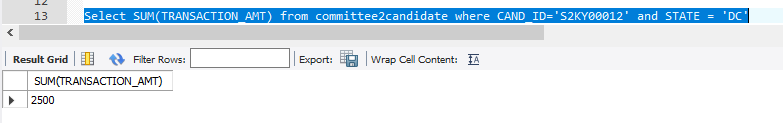 12
13 Select SUM(TRANSACTION_AMT) from committee2candidate where CAND_ID='S2KY00012' and STATE = 'DC'
Result Grid Filter Rows: Export: Wrap Cell Content: IA
SUM(TRANSACTION_AMT)
2500